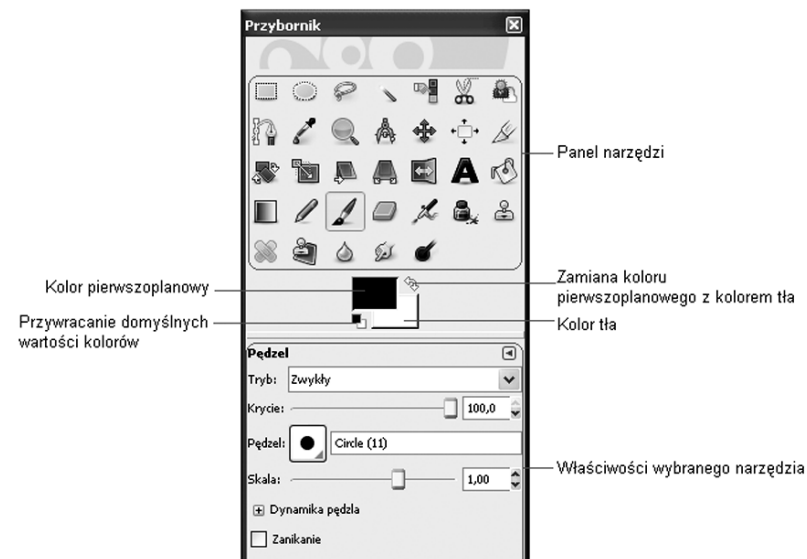 Przybornik
Panel narzędzi
Kolor pierwszoplanowy
Zamiana koloru
pierwszoplanowego z kolorem tła
Przywracanie domyślnych
wartości kolorów
Kolor tła
Pędzel
Tryb: Zwykły
Krycie: 100,0
Pędzel: Circle (11)
Skala: 1,00
Właściwości wybranego narzędzia
Dynamika pędzla
Zanikanie